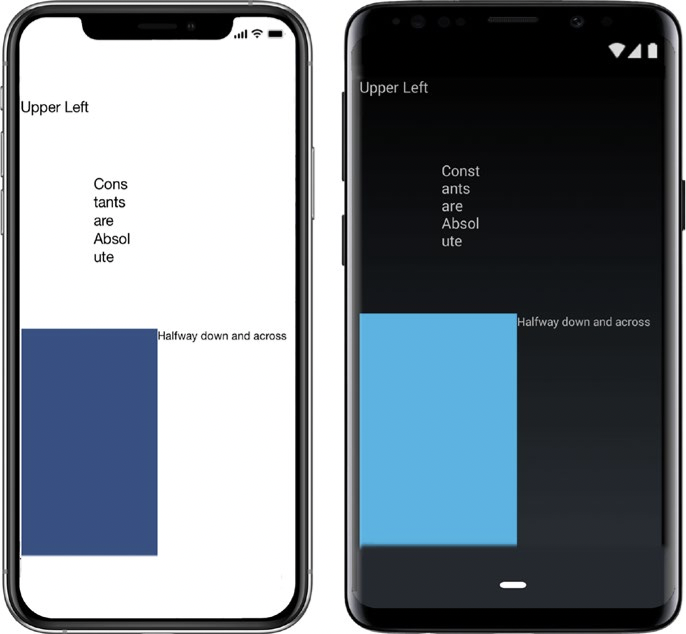 Upper Left
Cons
tants
are
Absol
ute
Halfway down and across
Upper Left
Const
ants
are
Absol
ute
Halfway down and across